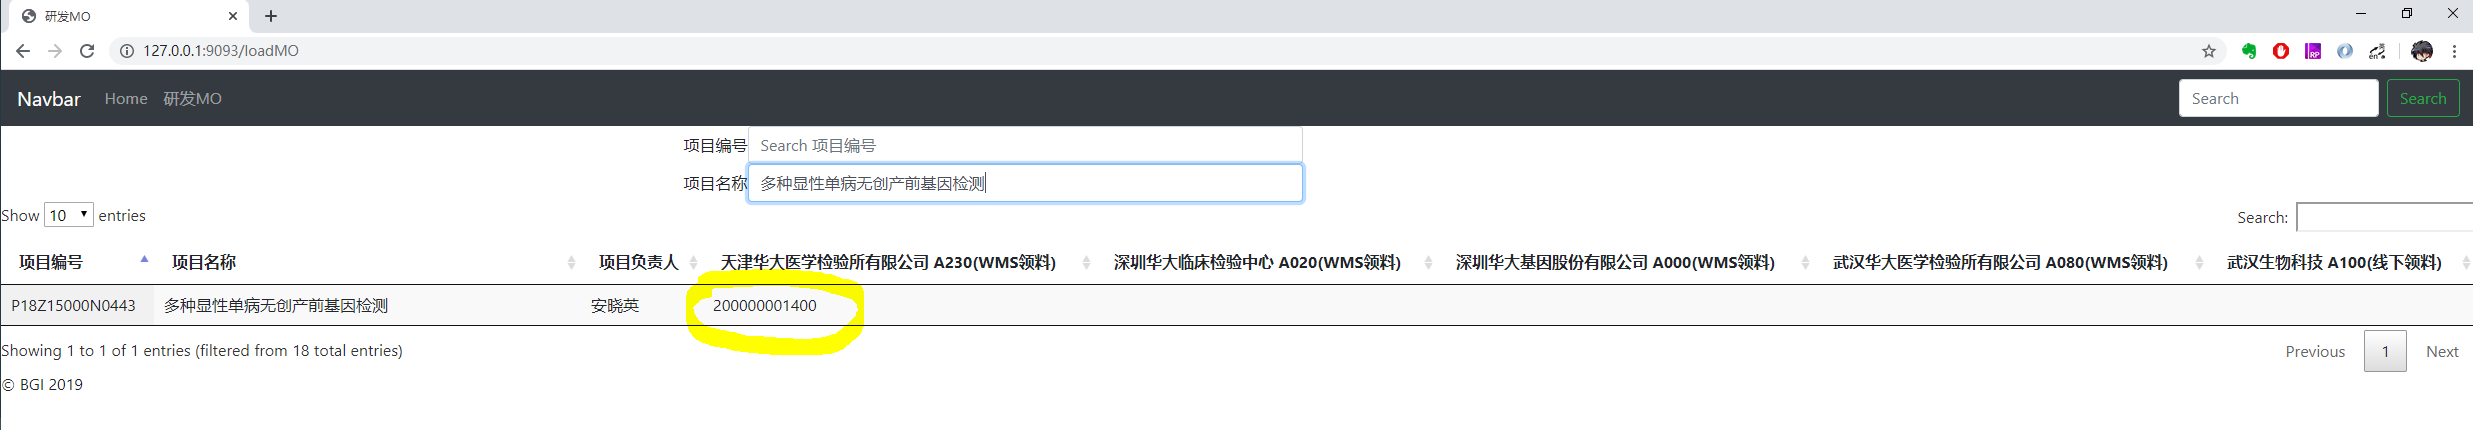 研发MO
127.0.0.1:9093/loadMO
Navbar Home 研发MO Search Search
项目编号 Search 项目编号
项目名称 多种显性单病无创产前基因检测
Show 10 entries Search:
项目编号 项目名称 项目负责人 天津华大医学检验所有限公司 A230(WMS领料) 深圳华大临床检验中心 A020(WMS领料) 深圳华大基因股份有限公司 A000(WMS领料) 武汉华大医学检验所有限公司 A080(WMS领料) 武汉生物科技 A100(线下领料)
P18Z15000N0443 多种显性单病无创产前基因检测 安晓英 200000001400
Showing 1 to 1 of 1 entries (filtered from 18 total entries) Previous 1 Next
© BGI 2019